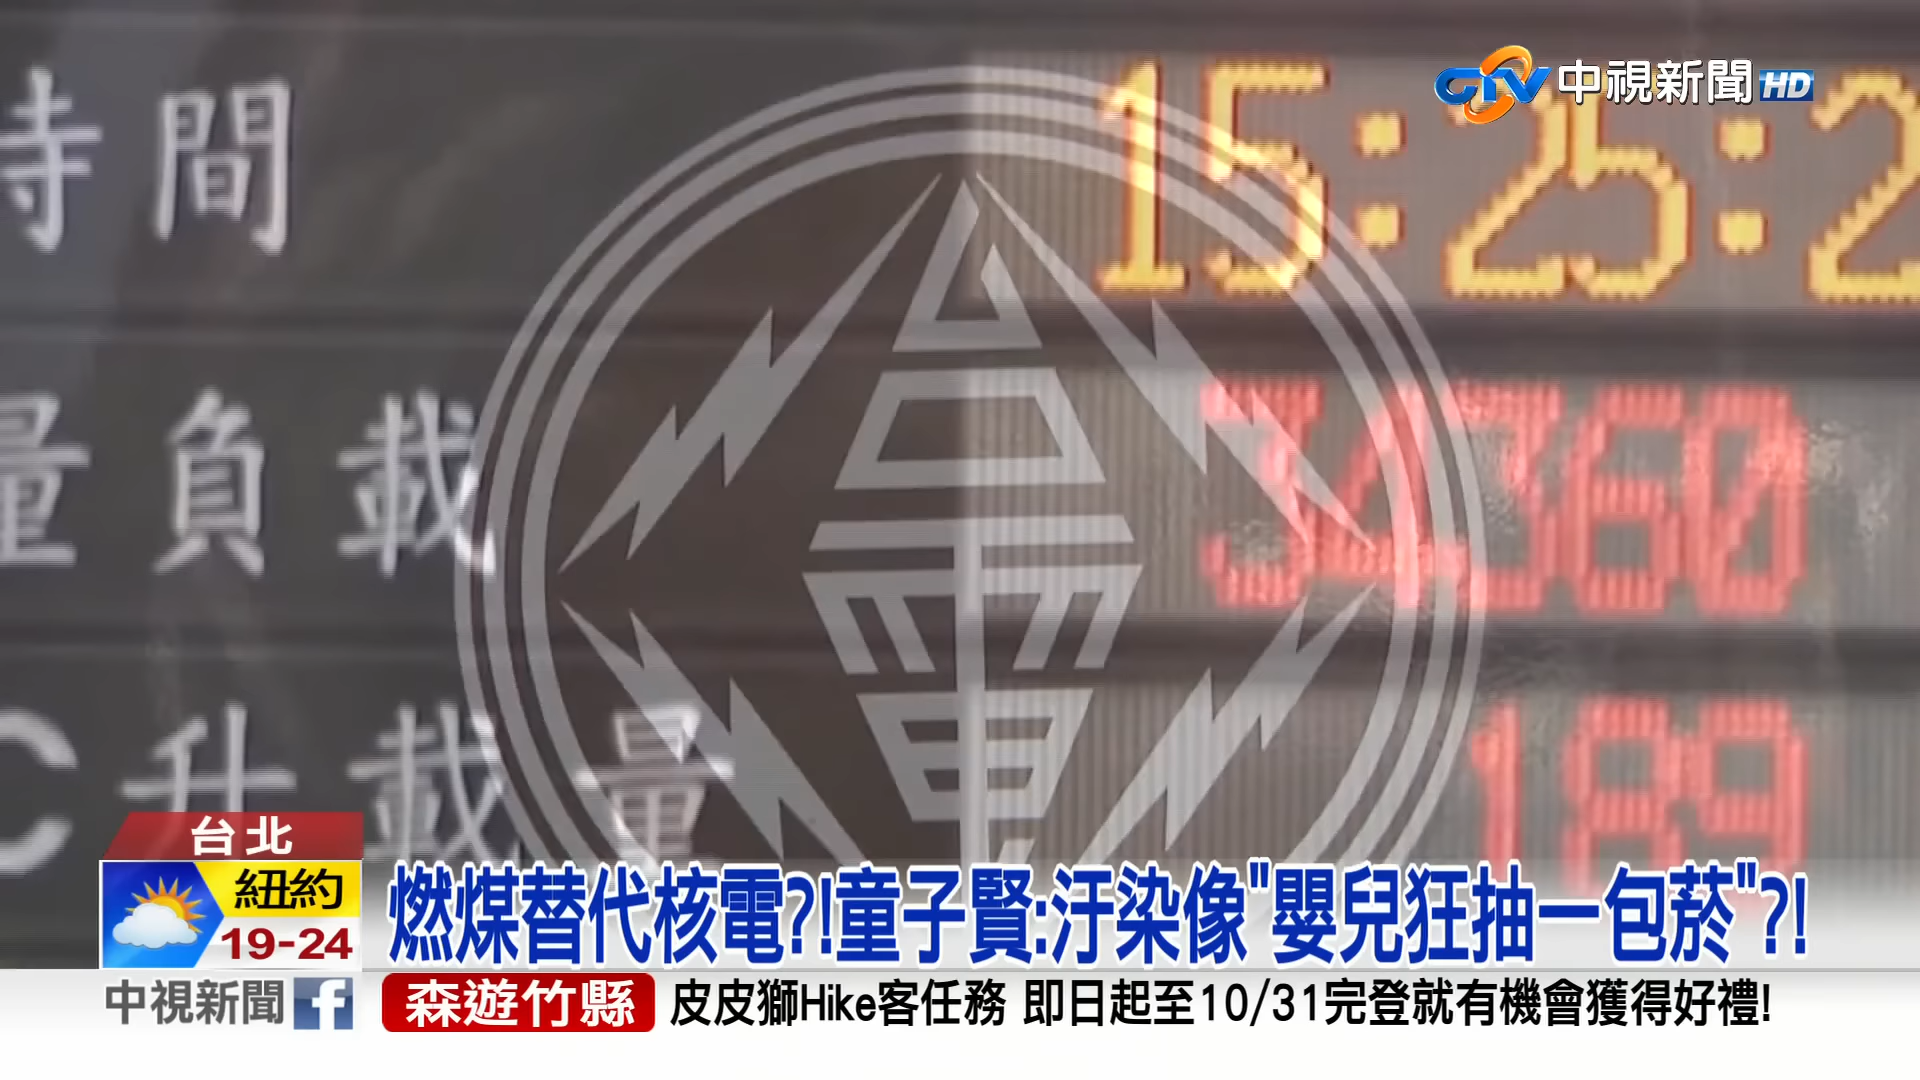 CTV中視新聞HD
時間 15:25:2
量負載 34360
C升載量 189
台北
紐約
19-24
燃煤替代核電?!童子賢:汙染像"嬰兒狂抽一包菸"?!
中視新聞 f
森遊竹縣 皮皮獅Hike客任務 即日起至10/31完登就有機會獲得好禮!